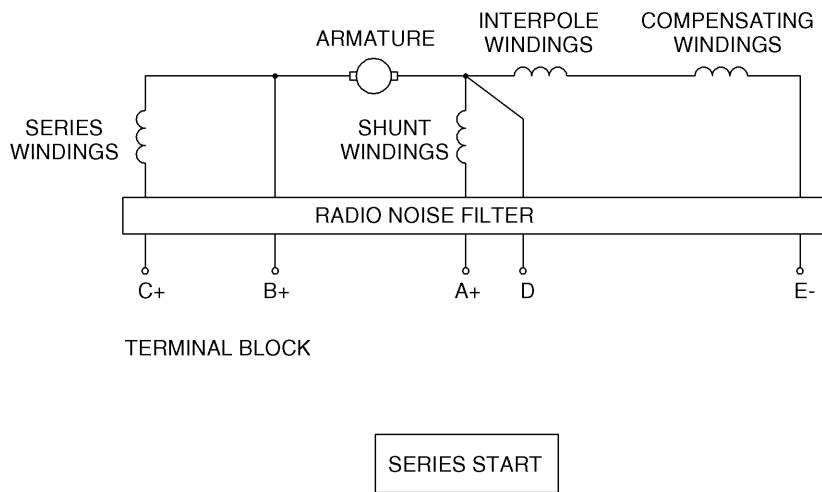 INTERPOLE
WINDINGS
COMPENSATING
WINDINGS
ARMATURE
SERIES
WINDINGS
SHUNT
WINDINGS
RADIO NOISE FILTER
C+
B+
A+
D
E-
TERMINAL BLOCK
SERIES START